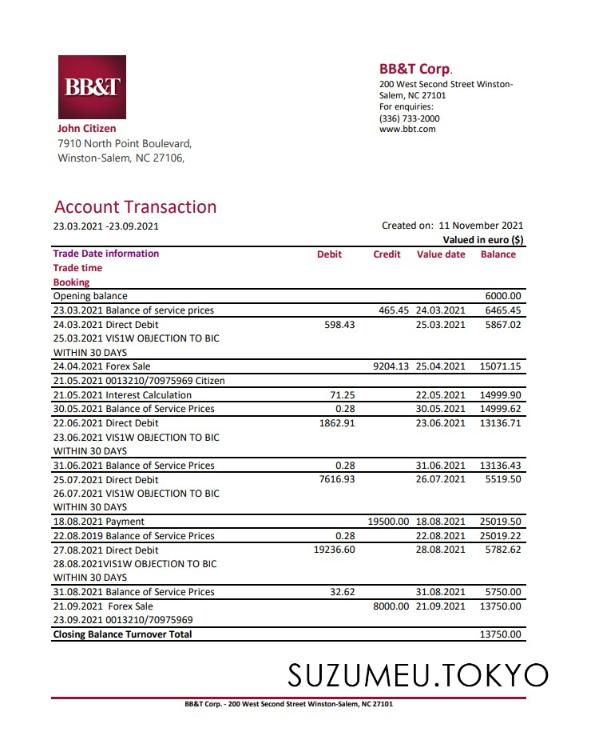 BB&T
BB&T Corp.
200 West Second Street Winston-
Salem, NC 27101
For enquiries:
(336) 733-2000
www.bbt.com
John Citizen
7910 North Point Boulevard,
Winston-Salem, NC 27106,
Account Transaction
23.03.2021 -23.09.2021 Created on: 11 November 2021
Valued in euro ($)
Trade Date information Debit Credit Value date Balance
Trade time
Booking
Opening balance 6000.00
23.03.2021 Balance of service prices 465.45 24.03.2021 6465.45
24.03.2021 Direct Debit 598.43 25.03.2021 5867.02
25.03.2021 VIS1W OBJECTION TO BIC
WITHIN 30 DAYS
24.04.2021 Forex Sale 9204.13 25.04.2021 15071.15
21.05.2021 0013210/70975969 Citizen
21.05.2021 Interest Calculation 71.25 22.05.2021 14999.90
30.05.2021 Balance of Service Prices 0.28 30.05.2021 14999.62
22.06.2021 Direct Debit 1862.91 23.06.2021 13136.71
23.06.2021 VIS1W OBJECTION TO BIC
WITHIN 30 DAYS
31.06.2021 Balance of Service Prices 0.28 31.06.2021 13136.43
25.07.2021 Direct Debit 7616.93 26.07.2021 5519.50
26.07.2021 VIS1W OBJECTION TO BIC
WITHIN 30 DAYS
18.08.2021 Payment 19500.00 18.08.2021 25019.50
22.08.2019 Balance of Service Prices 0.28 22.08.2021 25019.22
27.08.2021 Direct Debit 19236.60 28.08.2021 5782.62
28.08.2021VIS1W OBJECTION TO BIC
WITHIN 30 DAYS
31.08.2021 Balance of Service Prices 32.62 31.08.2021 5750.00
21.09.2021 Forex Sale 8000.00 21.09.2021 13750.00
23.09.2021 0013210/70975969
Closing Balance Turnover Total 13750.00
SUZUMEU.TOKYO
BB&T Corp. - 200 West Second Street Winston-Salem, NC 27101